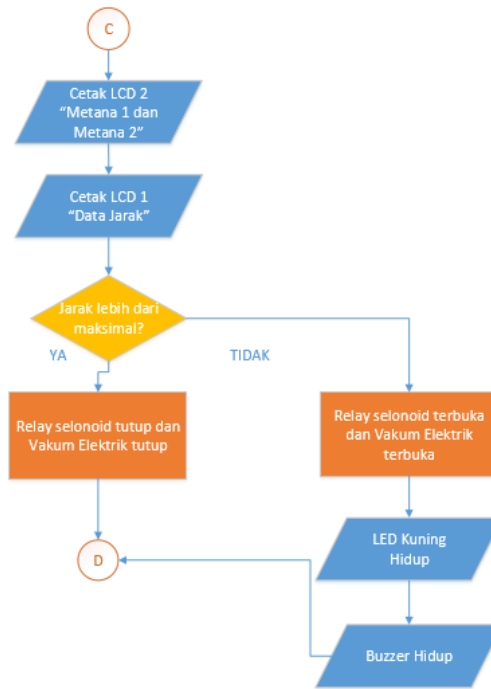 C
Cetak LCD 2
“Metana 1 dan
Metana 2”
Cetak LCD 1
“Data Jarak”
Jarak lebih dari
maksimal?
YA
TIDAK
Relay selonoid tutup dan
Vakum Elektrik tutup
Relay selonoid terbuka
dan Vakum Elektrik
terbuka
LED Kuning
Hidup
D
Buzzer Hidup